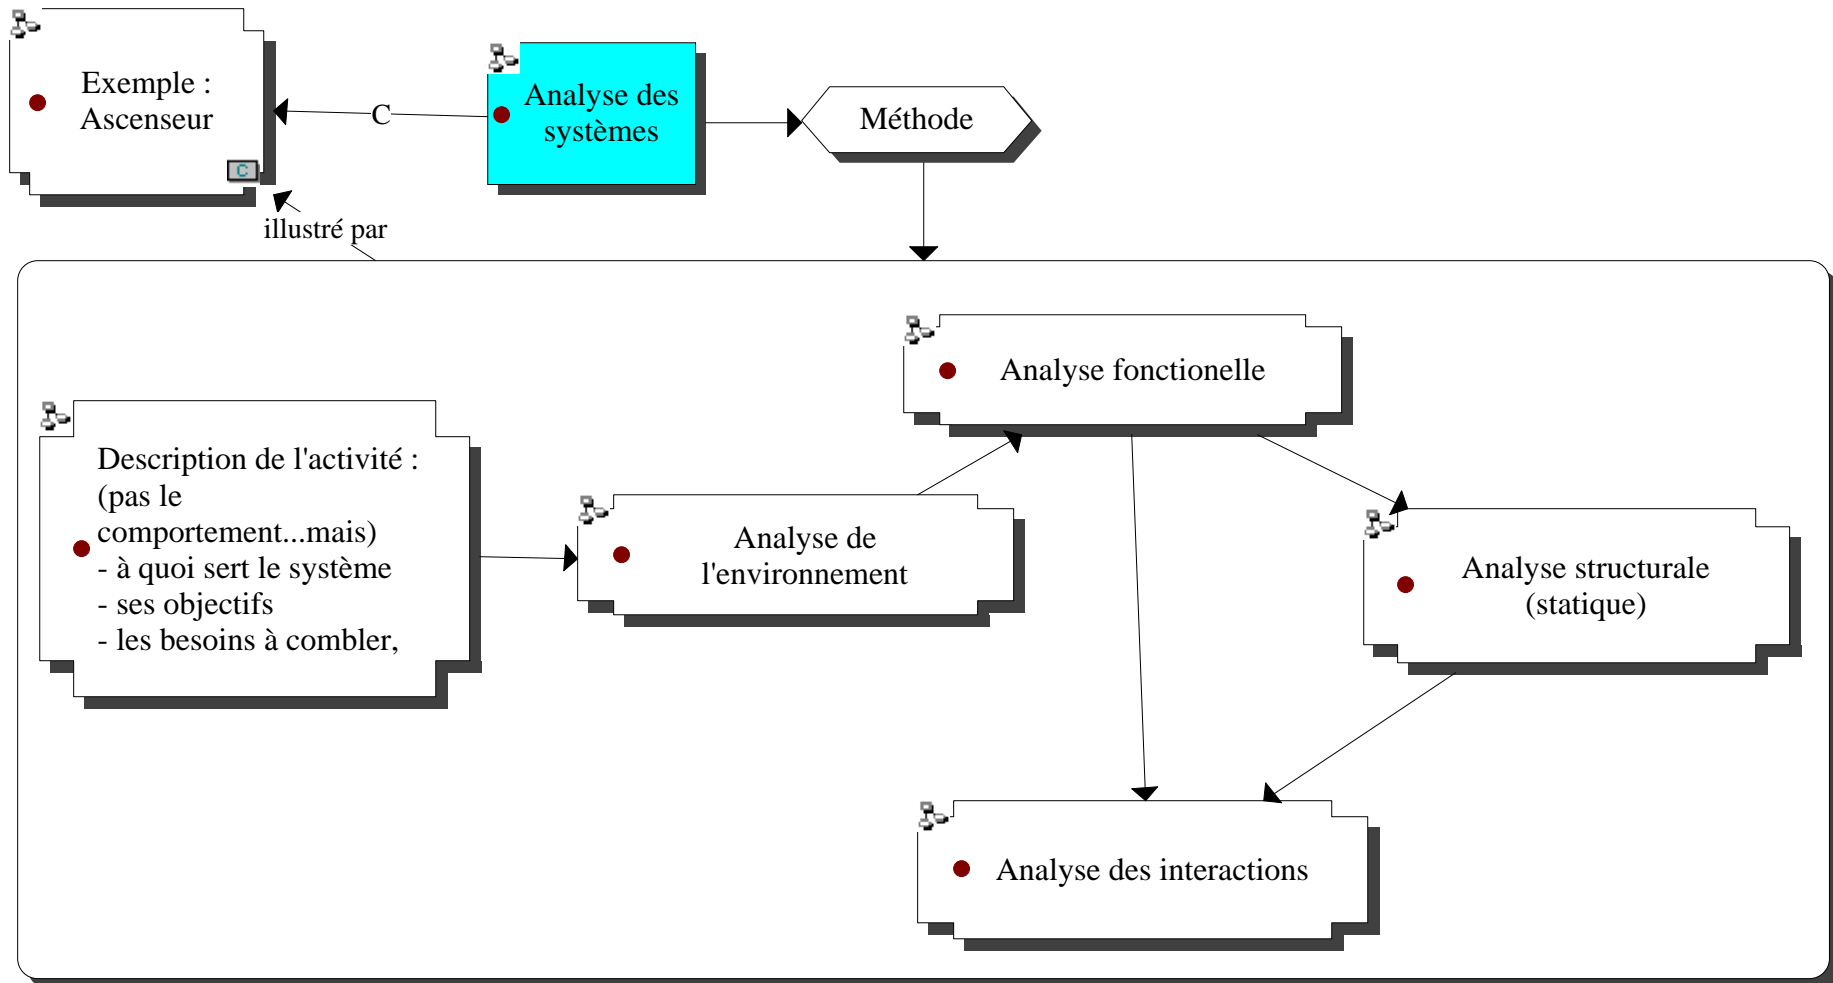 Exemple :
Ascenseur
C
C
Analyse des
systèmes
Méthode
illustré par
Analyse fonctionelle
Description de l'activité :
(pas le
comportement...mais)
- à quoi sert le système
- ses objectifs
- les besoins à combler,
Analyse de
l'environnement
Analyse structurale
(statique)
Analyse des interactions